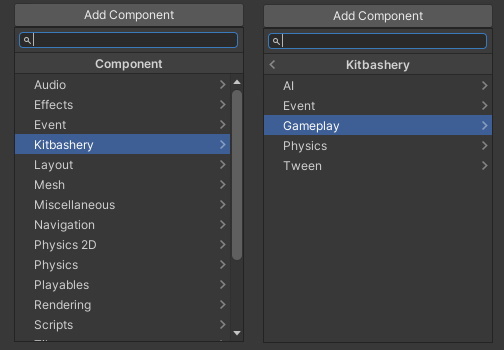 Add Component
Component
Audio
Effects
Event
Kitbashery
Layout
Mesh
Miscellaneous
Navigation
Physics 2D
Physics
Playables
Rendering
Scripts
Add Component
Kitbashery
AI
Event
Gameplay
Physics
Tween